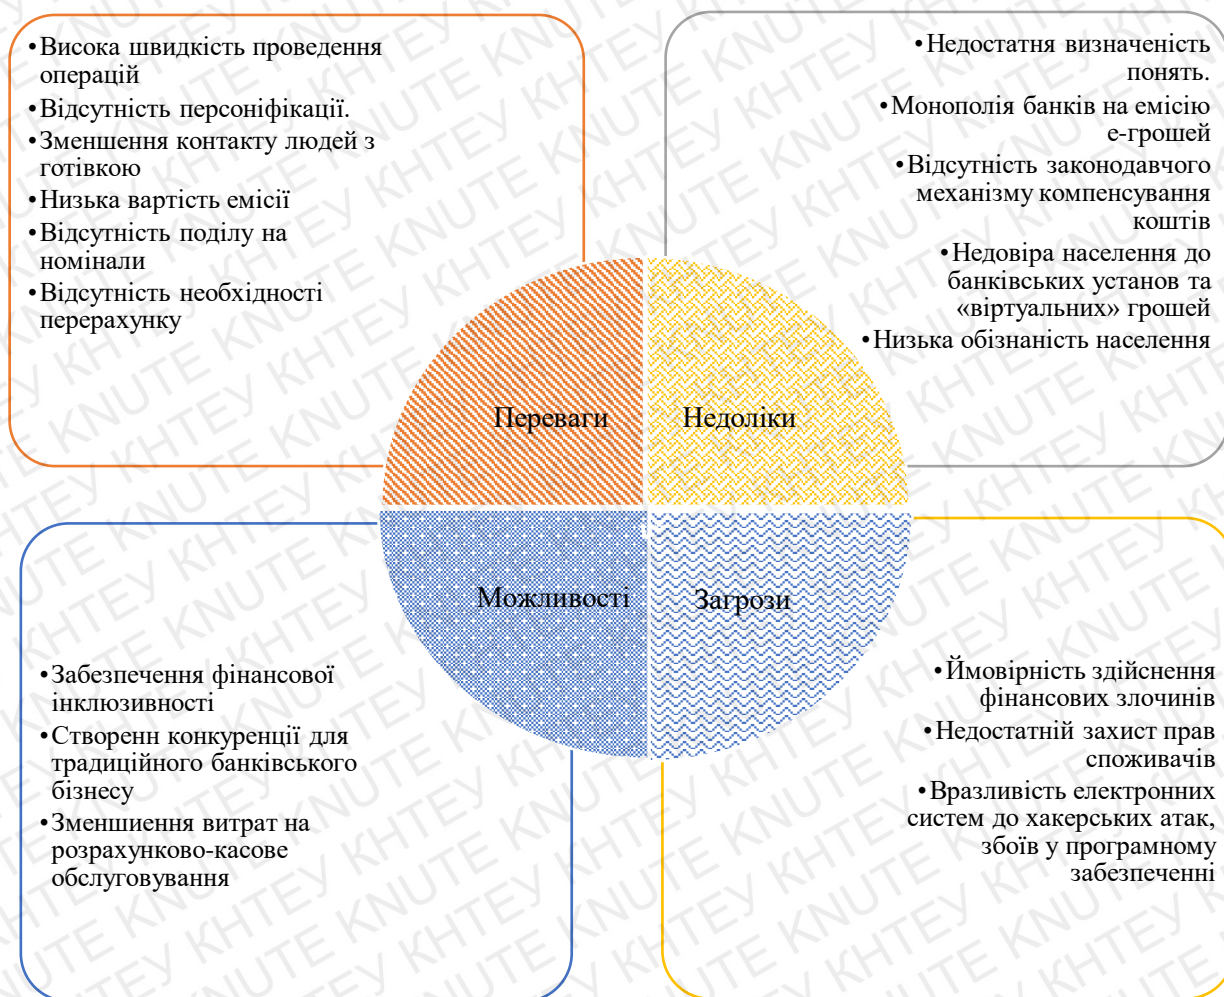 •Висока швидкість проведення
операцій
•Відсутність персоніфікації.
•Зменшення контакту людей з
готівкою
•Низька вартість емісії
•Відсутність поділу на
номінали
•Відсутність необхідності
перерахунку
•Недостатня визначеність
понять.
•Монополія банків на емісію
е-грошей
•Відсутність законодавчого
механізму компенсування
коштів
•Недовіра населення до
банківських установ та
«віртуальних» грошей
•Низька обізнаність населення
Переваги
Недоліки
Можливості
Загрози
•Забезпечення фінансової
інклюзивності
•Створенн конкуренції для
традиційного банківського
бізнесу
•Зменшиення витрат на
розрахунково-касове
обслуговування
•Ймовірність здійснення
фінансових злочинів
•Недостатній захист прав
споживачів
•Вразливість електронних
систем до хакерських атак,
збоїв у програмному
забезпеченні